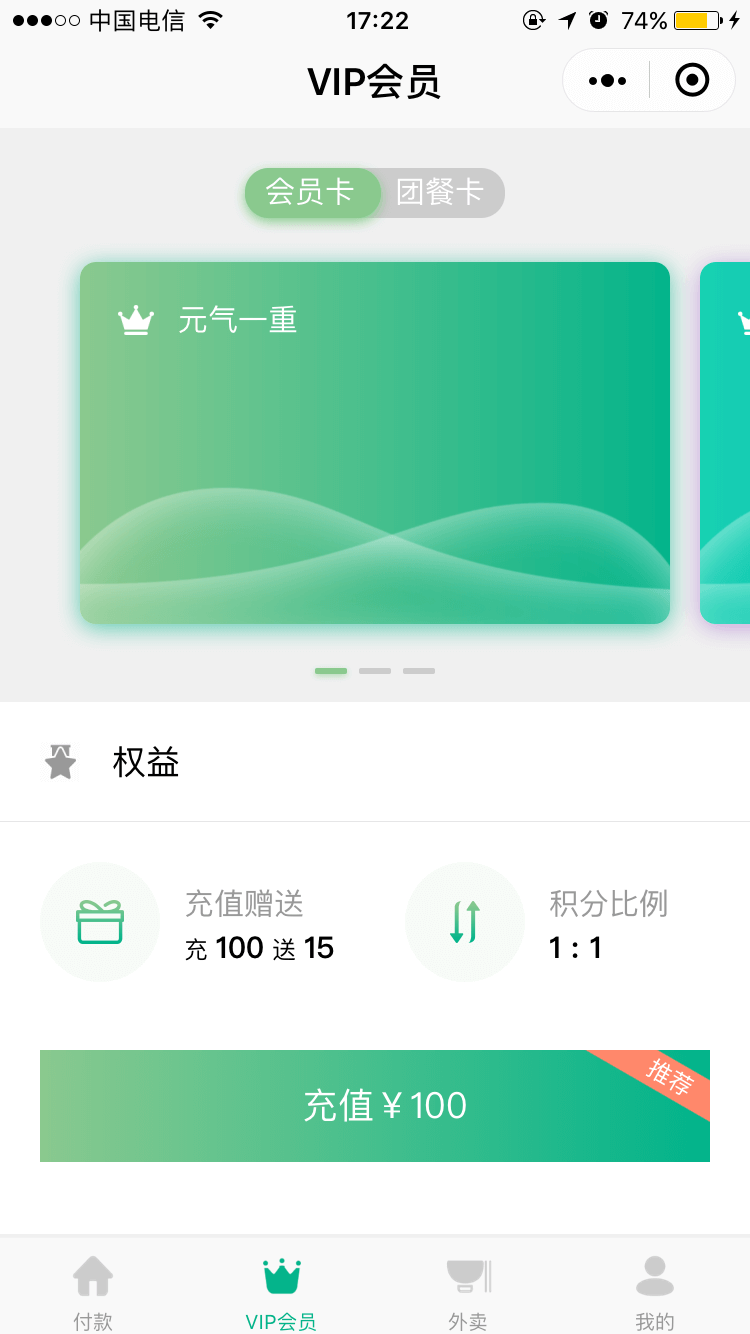 中国电信 17:22 74%
VIP会员
会员卡 团餐卡
元气一重
权益
充值赠送 积分比例
充 100 送 15 1 : 1
充值￥100 推荐
付款 VIP会员 外卖 我的